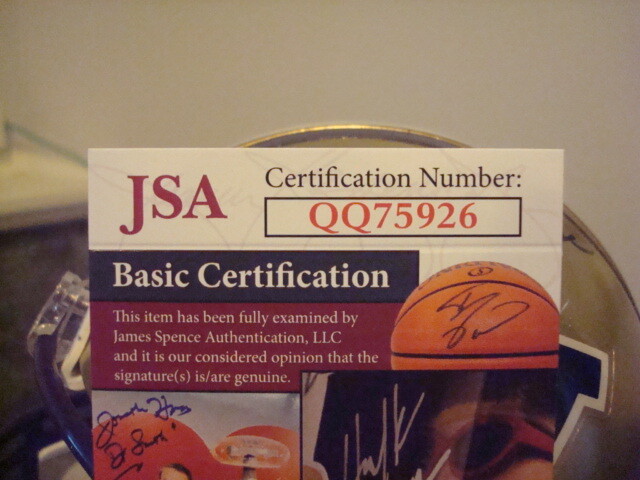 JSA
Certification Number:
QQ75926
Basic Certification
This item has been fully examined by
James Spence Authentication, LLC
and it is our considered opinion that the
signature(s) is/are genuine.
Hulk